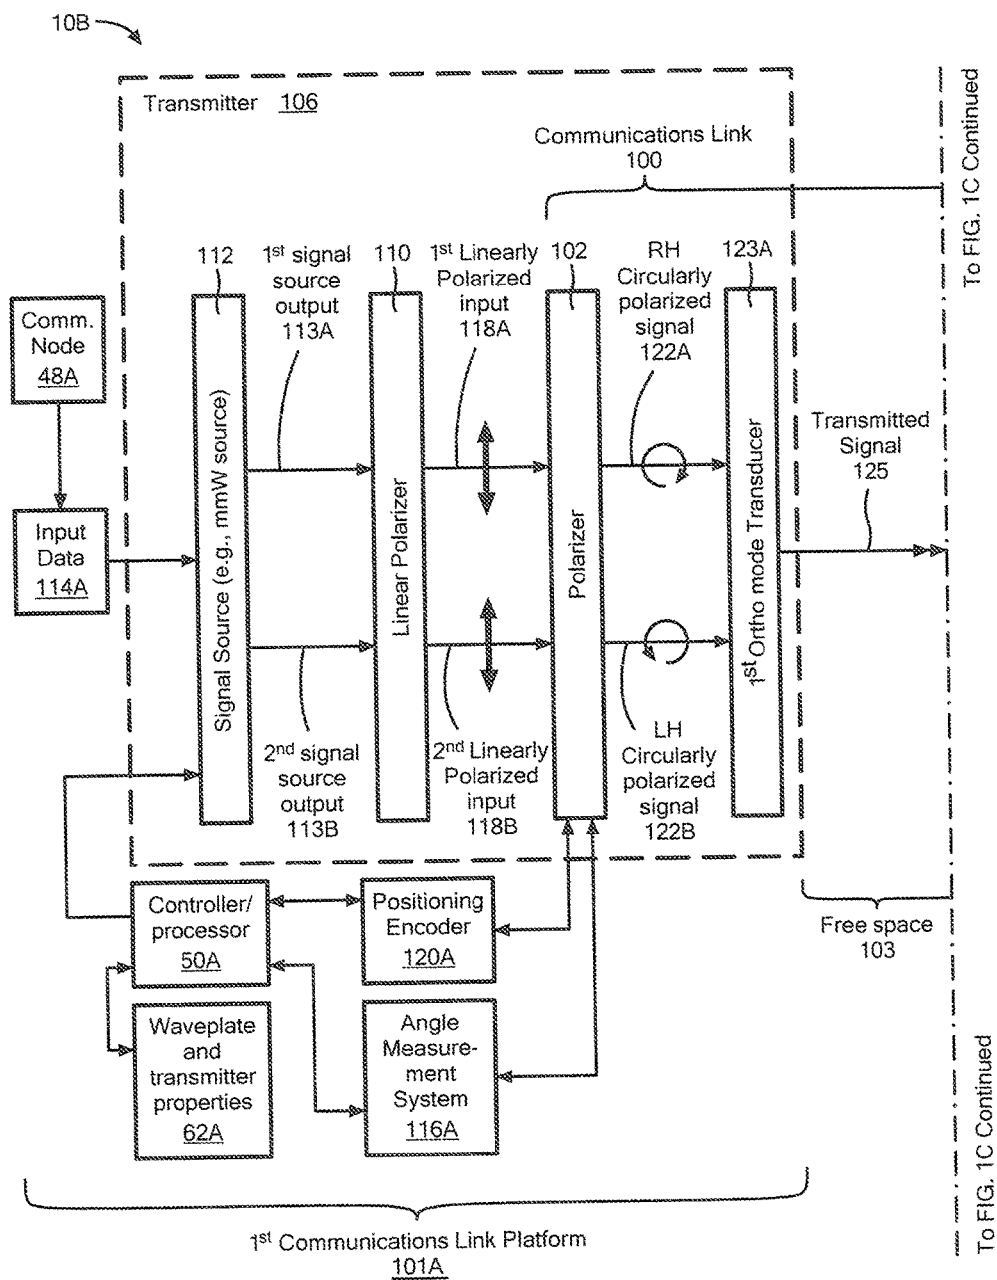 10B
Transmitter 106
Communications Link
100
To FIG. 1C Continued
112
1st signal
source
output
113A
110
1st Linearly
Polarized
input
118A
102
RH
Circularly
polarized
signal
122A
123A
Comm.
Node
48A
Input
Data
114A
Signal Source (e.g., mmW source)
Linear Polarizer
Polarizer
1st Ortho mode Transducer
Transmitted
Signal
125
2nd signal
source
output
113B
2nd Linearly
Polarized
input
118B
LH
Circularly
polarized
signal
122B
Controller/
processor
50A
Positioning
Encoder
120A
Free space
103
Waveplate
and
transmitter
properties
62A
Angle
Measure-
ment
System
116A
To FIG. 1C Continued
1st Communications Link Platform
101A